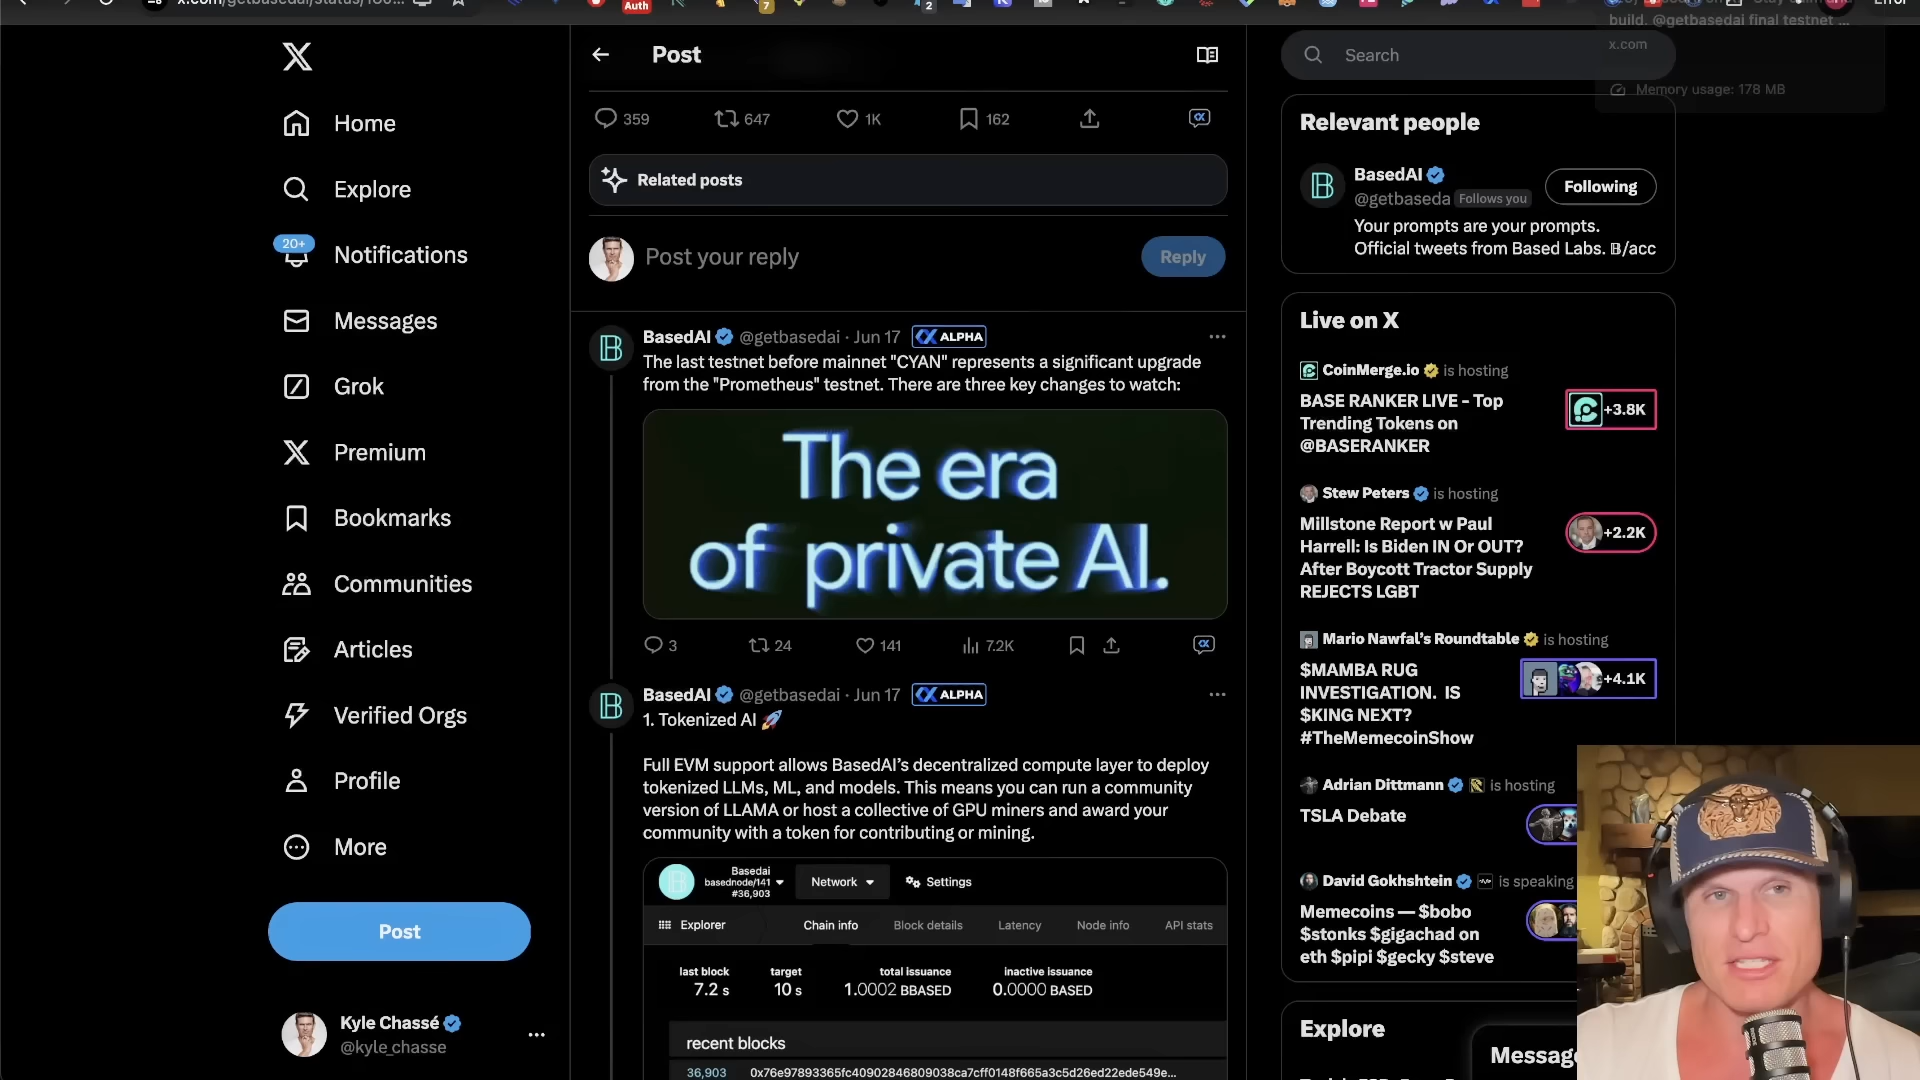 Auth
7
2
Error
build. @getbasedai final testnet ...
x.com
Memory usage: 178 MB
Post
Search
359
647
1K
162
Related posts
Post your reply
Reply
Home
Explore
20+
Notifications
Messages
Grok
Premium
Bookmarks
Communities
Articles
Verified Orgs
Profile
More
Post
Kyle Chassé
@kyle_chasse
BasedAI @getbasedai · Jun 17 ALPHA
The last testnet before mainnet "CYAN" represents a significant upgrade
from the "Prometheus" testnet. There are three key changes to watch:
The era
of private AI.
3
24
141
7.2K
BasedAI @getbasedai · Jun 17 ALPHA
1. Tokenized AI 🚀
Full EVM support allows BasedAI’s decentralized compute layer to deploy
tokenized LLMs, ML, and models. This means you can run a community
version of LLAMA or host a collective of GPU miners and award your
community with a token for contributing or mining.
Basedai
basednode/141
#36,903
Network
Settings
Explorer
Chain info
Block details
Latency
Node info
API stats
last block
target
total issuance
inactive issuance
7.2 s
10 s
1.0002 BBASED
0.0000 BASED
recent blocks
36,903
0x76e97893365fc40902846809038ca7cff0148f665a3c5d26ed22ede549e...
Relevant people
BasedAI
@getbaseda Follows you
Following
Your prompts are your prompts.
Official tweets from Based Labs. 𝔹/acc
Live on X
CoinMerge.io is hosting
BASE RANKER LIVE - Top
Trending Tokens on
@BASERANKER
+3.8K
Stew Peters is hosting
Millstone Report w Paul
Harrell: Is Biden IN Or OUT?
After Boycott Tractor Supply
REJECTS LGBT
+2.2K
Mario Nawfal’s Roundtable is hosting
$MAMBA RUG
INVESTIGATION. IS
$KING NEXT?
#TheMemecoinShow
+4.1K
Adrian Dittmann is hosting
TSLA Debate
David Gokhshtein is speaking
Memecoins — $bobo
$stonks $gigachad on
eth $pipi $gecky $steve
Explore